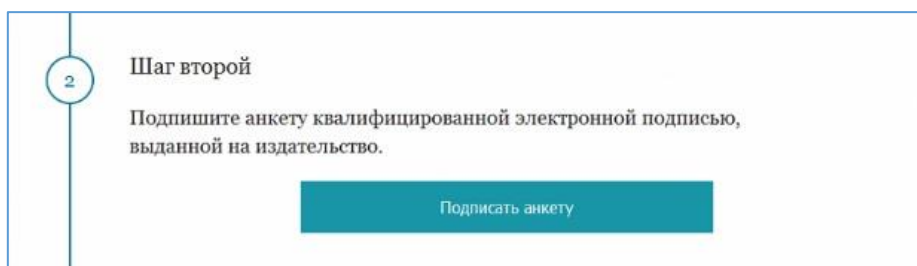 Шаг второй
2
Подпишите анкету квалифицированной электронной подписью,
выданной на издательство.
Подписать анкету